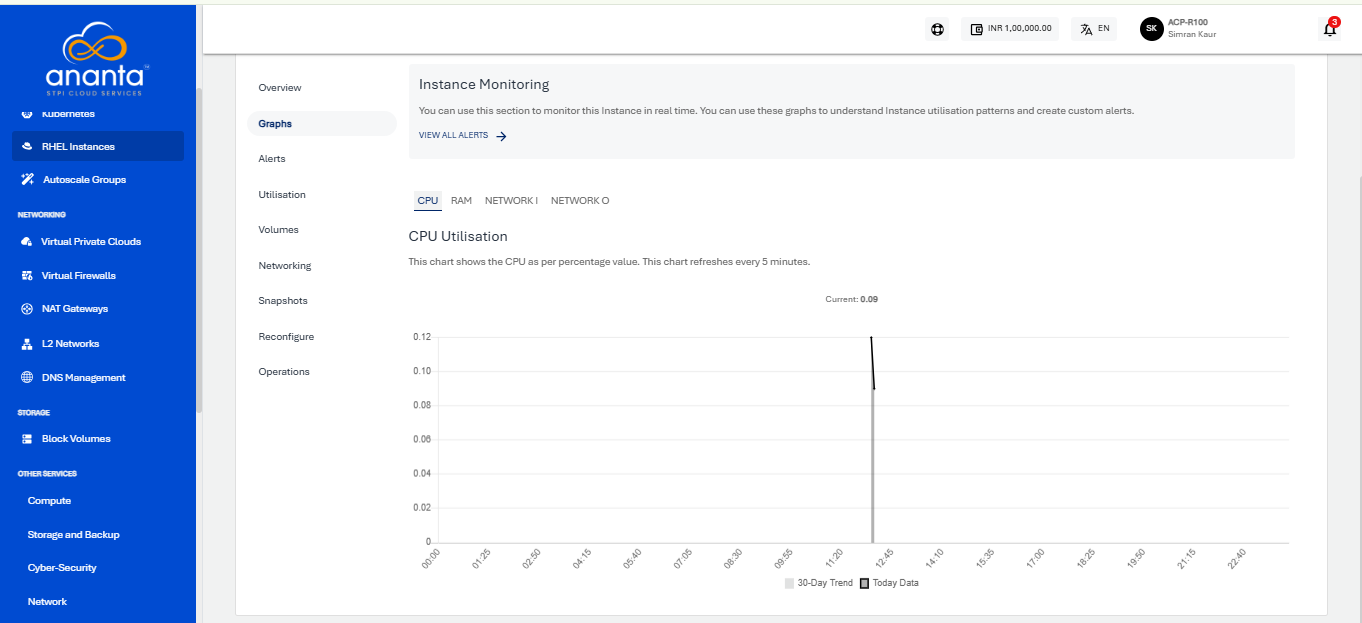 ananta
STPI CLOUD SERVICES
Kubernetes
RHEL Instances
Autoscale Groups
NETWORKING
Virtual Private Clouds
Virtual Firewalls
NAT Gateways
L2 Networks
DNS Management
STORAGE
Block Volumes
OTHER SERVICES
Compute
Storage and Backup
Cyber-Security
Network
INR 1,00,000.00
EN
SK
ACP-R100
Simran Kaur
3
Overview
Graphs
Alerts
Utilisation
Volumes
Networking
Snapshots
Reconfigure
Operations
Instance Monitoring
You can use this section to monitor this Instance in real time. You can use these graphs to understand Instance utilisation patterns and create custom alerts.
VIEW ALL ALERTS
CPU RAM NETWORK I NETWORK O
CPU Utilisation
This chart shows the CPU as per percentage value. This chart refreshes every 5 minutes.
Current: 0.09
0.12
0.10
0.08
0.06
0.04
0.02
0
00:00 01:25 02:50 04:15 05:40 07:05 08:30 09:55 11:20 12:45 14:10 15:35 17:00 18:25 19:50 21:15 22:40
30-Day Trend Today Data